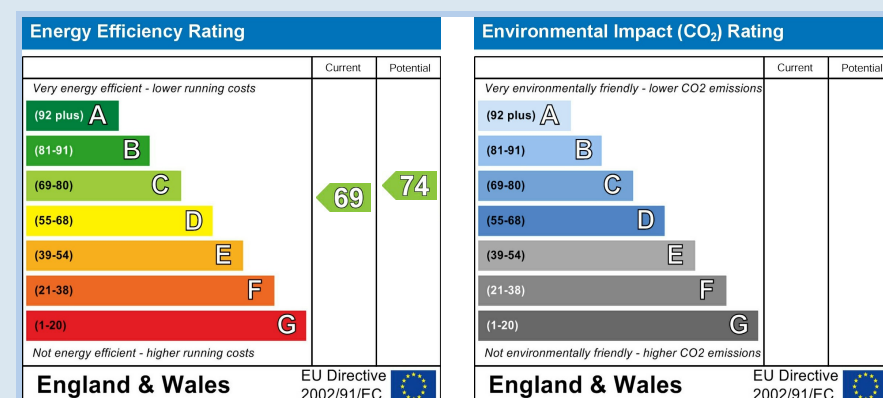 Energy Efficiency Rating
Current Potential
Very energy efficient - lower running costs
(92 plus) A
(81-91) B
(69-80) C
69
74
(55-68) D
(39-54) E
(21-38) F
(1-20) G
Not energy efficient - higher running costs
England & Wales
EU Directive
2002/91/EC
Environmental Impact (CO₂) Rating
Current Potential
Very environmentally friendly - lower CO2 emissions
(92 plus) A
(81-91) B
(69-80) C
(55-68) D
(39-54) E
(21-38) F
(1-20) G
Not environmentally friendly - higher CO2 emissions
England & Wales
EU Directive
2002/91/EC